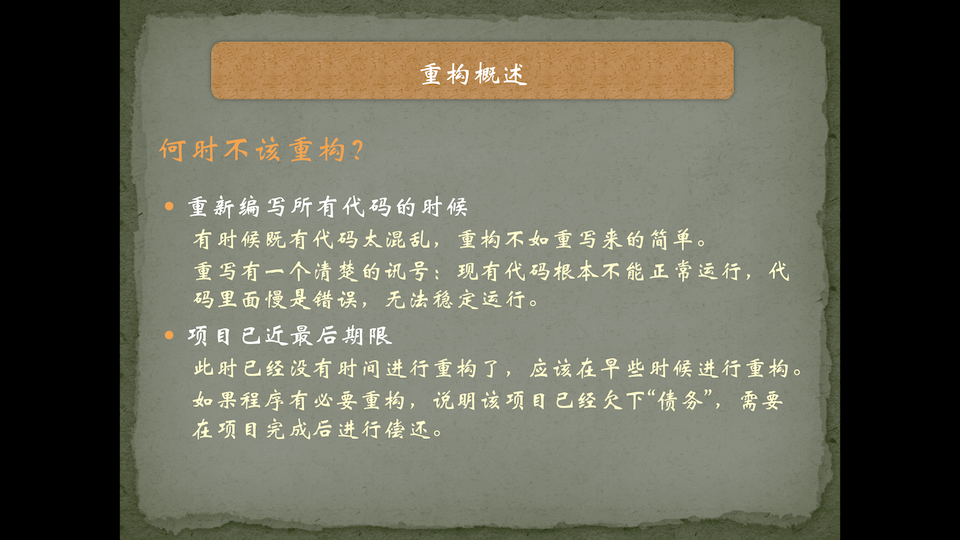 重构概述
何时不该重构？
• 重新编写所有代码的时候
有时候既有代码太混乱，重构不如重写来的简单。
重写有一个清楚的讯号：现有代码根本不能正常运行，代
码里面慢是错误，无法稳定运行。
• 项目已近最后期限
此时已经没有时间进行重构了，应该在早些时候进行重构。
如果程序有必要重构，说明该项目已经欠下“债务”，需要
在项目完成后进行偿还。